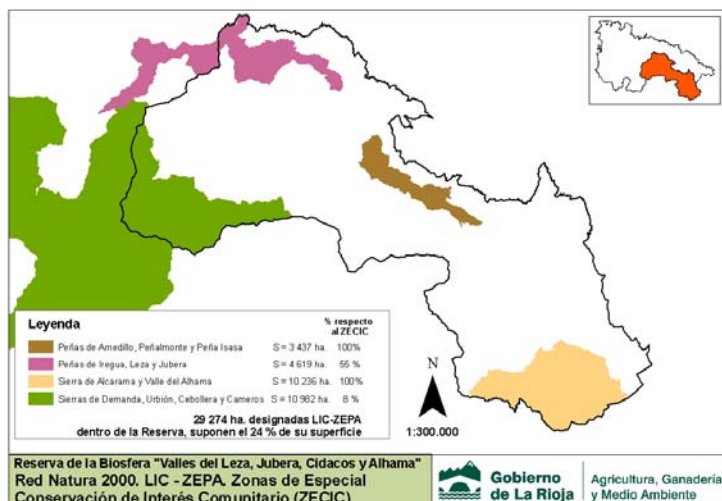 Leyenda
% respecto
al ZECIC
Peñas de Arnedillo, Peñalmonte y Peña Isasa S = 3 437 ha. 100%
Peñas de Iregua, Leza y Jubera S = 4 619 ha. 55 %
Sierra de Alcarama y Valle del Alhama S = 10 236 ha. 100%
Sierras de Demanda, Urbión, Cebollera y Cameros S = 10 982 ha. 8 %
29 274 ha. designadas LIC-ZEPA
dentro de la Reserva, suponen el 24 % de su superficie
N
1:300.000
Reserva de la Biosfera "Valles del Leza, Jubera, Cidacos y Alhama"
Red Natura 2000. LIC - ZEPA. Zonas de Especial
Conservación de Interés Comunitario (ZECIC)
Gobierno
de La Rioja
Agricultura, Ganadería
y Medio Ambiente